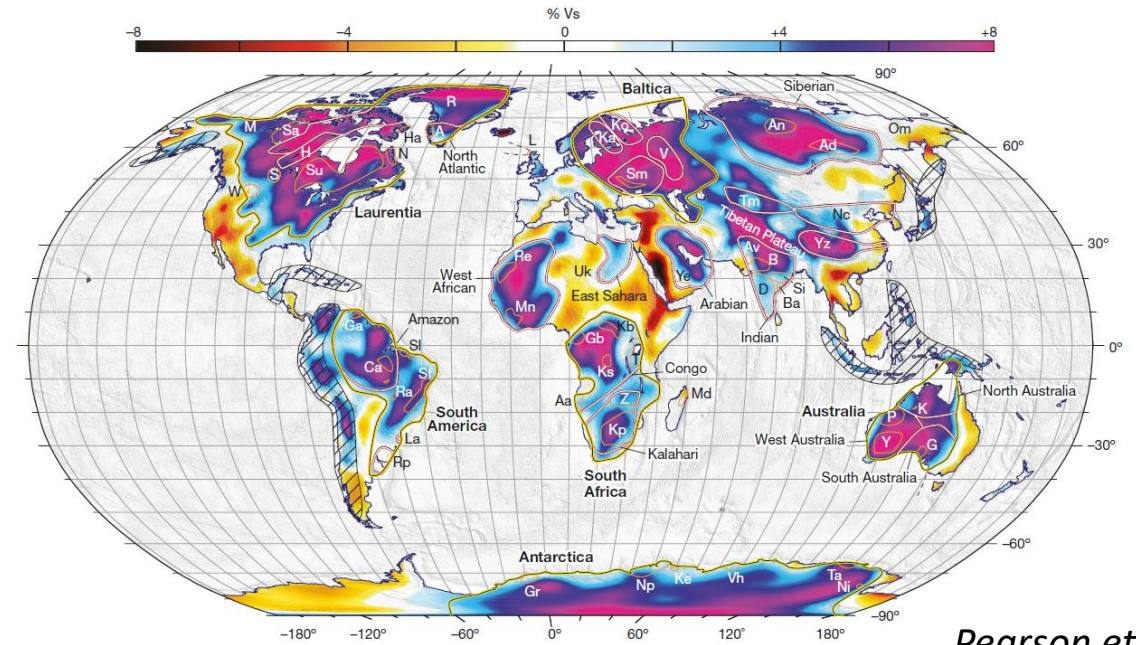 % Vs
−8
−4
0
+4
+8
90°
Baltica
Siberian
R
M
Sa
Ko
Ka
An
Om
Ha
A
L
60°
H
N
V
Ad
North
Atlantic
S
Su
Sm
W
Tm
Laurentia
Nc
Tibetan Plateau
Yz
30°
Re
Av
B
West
African
Uk
Ye
East Sahara
D
Si
Ba
Mn
Arabian
Indian
Amazon
Ga
Kb
Gb
Sl
T
0°
Ca
Ks
Congo
Sf
Ra
Aa
Z
Md
North Australia
South
America
Australia
P
K
Kp
La
West Australia
Y
G
−30°
Rp
Kalahari
South Australia
South
Africa
−60°
Antarctica
Gr
Np
Ke
Vh
Ta
Ni
−90°
−180°
−120°
−60°
0°
60°
120°
180°
Pearson et